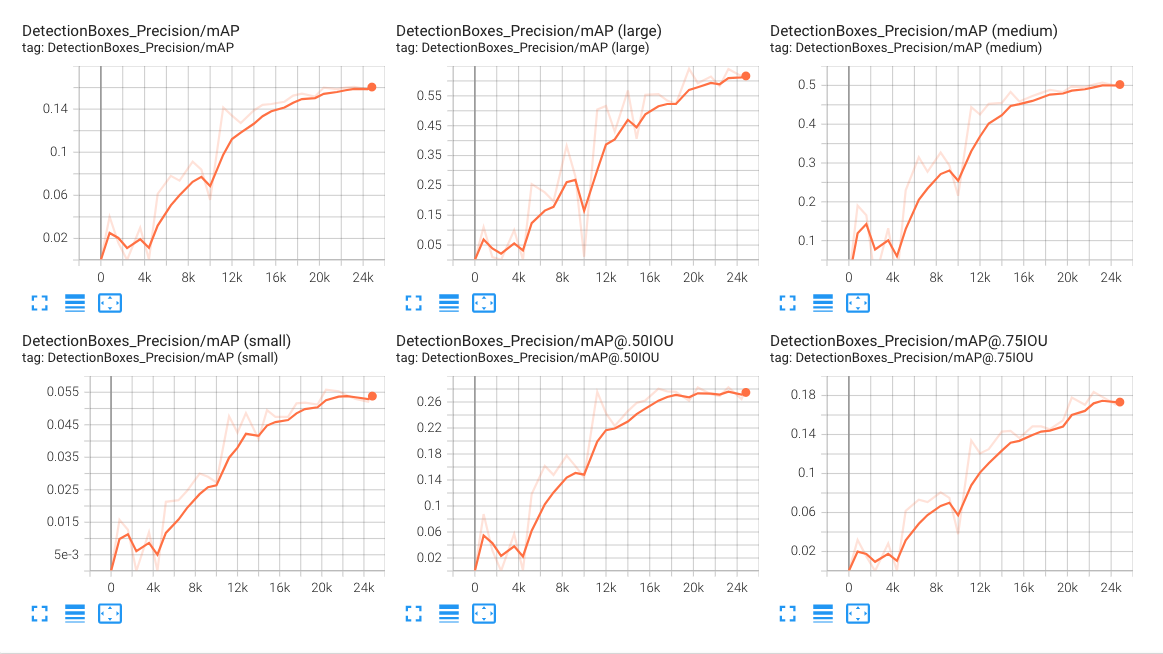 DetectionBoxes_Precision/mAP
tag: DetectionBoxes_Precision/mAP
0.14
0.1
0.06
0.02
0 4k 8k 12k 16k 20k 24k
DetectionBoxes_Precision/mAP (large)
tag: DetectionBoxes_Precision/mAP (large)
0.55
0.45
0.35
0.25
0.15
0.05
0 4k 8k 12k 16k 20k 24k
DetectionBoxes_Precision/mAP (medium)
tag: DetectionBoxes_Precision/mAP (medium)
0.5
0.4
0.3
0.2
0.1
0 4k 8k 12k 16k 20k 24k
DetectionBoxes_Precision/mAP (small)
tag: DetectionBoxes_Precision/mAP (small)
0.055
0.045
0.035
0.025
0.015
5e-3
0 4k 8k 12k 16k 20k 24k
DetectionBoxes_Precision/mAP@.50IOU
tag: DetectionBoxes_Precision/mAP@.50IOU
0.26
0.22
0.18
0.14
0.1
0.06
0.02
0 4k 8k 12k 16k 20k 24k
DetectionBoxes_Precision/mAP@.75IOU
tag: DetectionBoxes_Precision/mAP@.75IOU
0.18
0.14
0.1
0.06
0.02
0 4k 8k 12k 16k 20k 24k